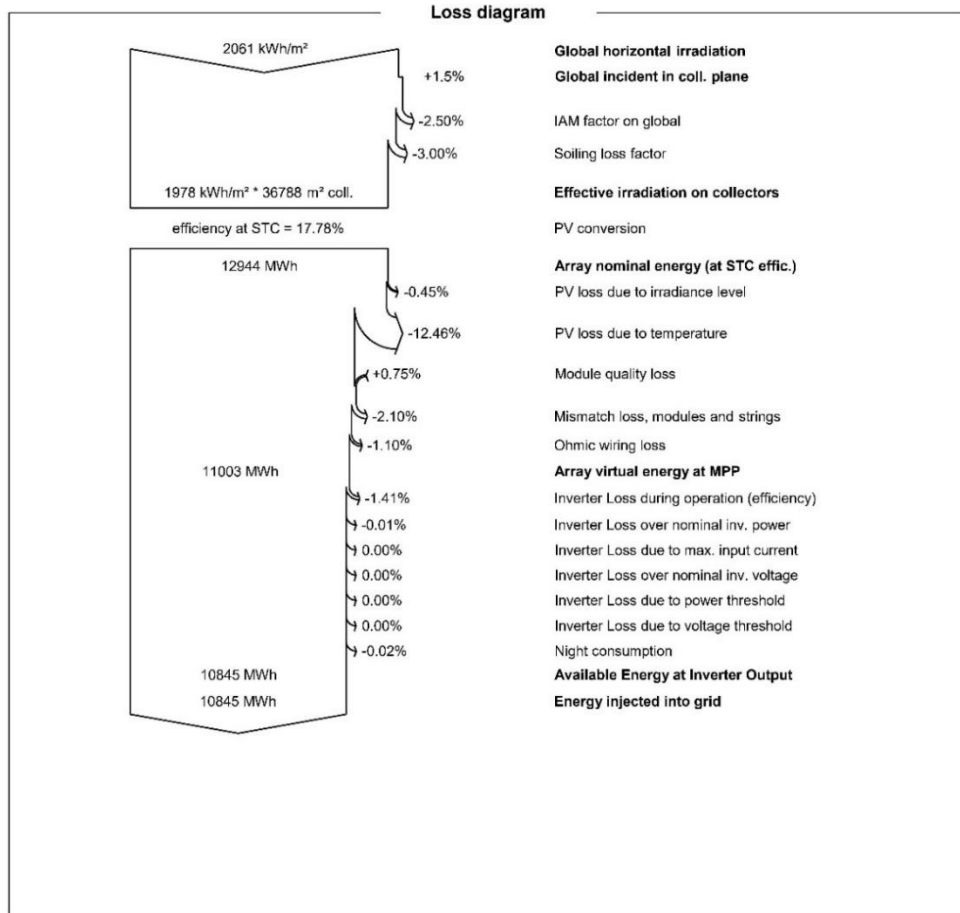 Loss diagram
2061 kWh/m² Global horizontal irradiation
+1.5% Global incident in coll. plane
-2.50% IAM factor on global
-3.00% Soiling loss factor
1978 kWh/m² * 36788 m² coll. Effective irradiation on collectors
efficiency at STC = 17.78% PV conversion
12944 MWh Array nominal energy (at STC effic.)
-0.45% PV loss due to irradiance level
-12.46% PV loss due to temperature
+0.75% Module quality loss
-2.10% Mismatch loss, modules and strings
-1.10% Ohmic wiring loss
11003 MWh Array virtual energy at MPP
-1.41% Inverter Loss during operation (efficiency)
-0.01% Inverter Loss over nominal inv. power
0.00% Inverter Loss due to max. input current
0.00% Inverter Loss over nominal inv. voltage
0.00% Inverter Loss due to power threshold
0.00% Inverter Loss due to voltage threshold
-0.02% Night consumption
10845 MWh Available Energy at Inverter Output
10845 MWh Energy injected into grid